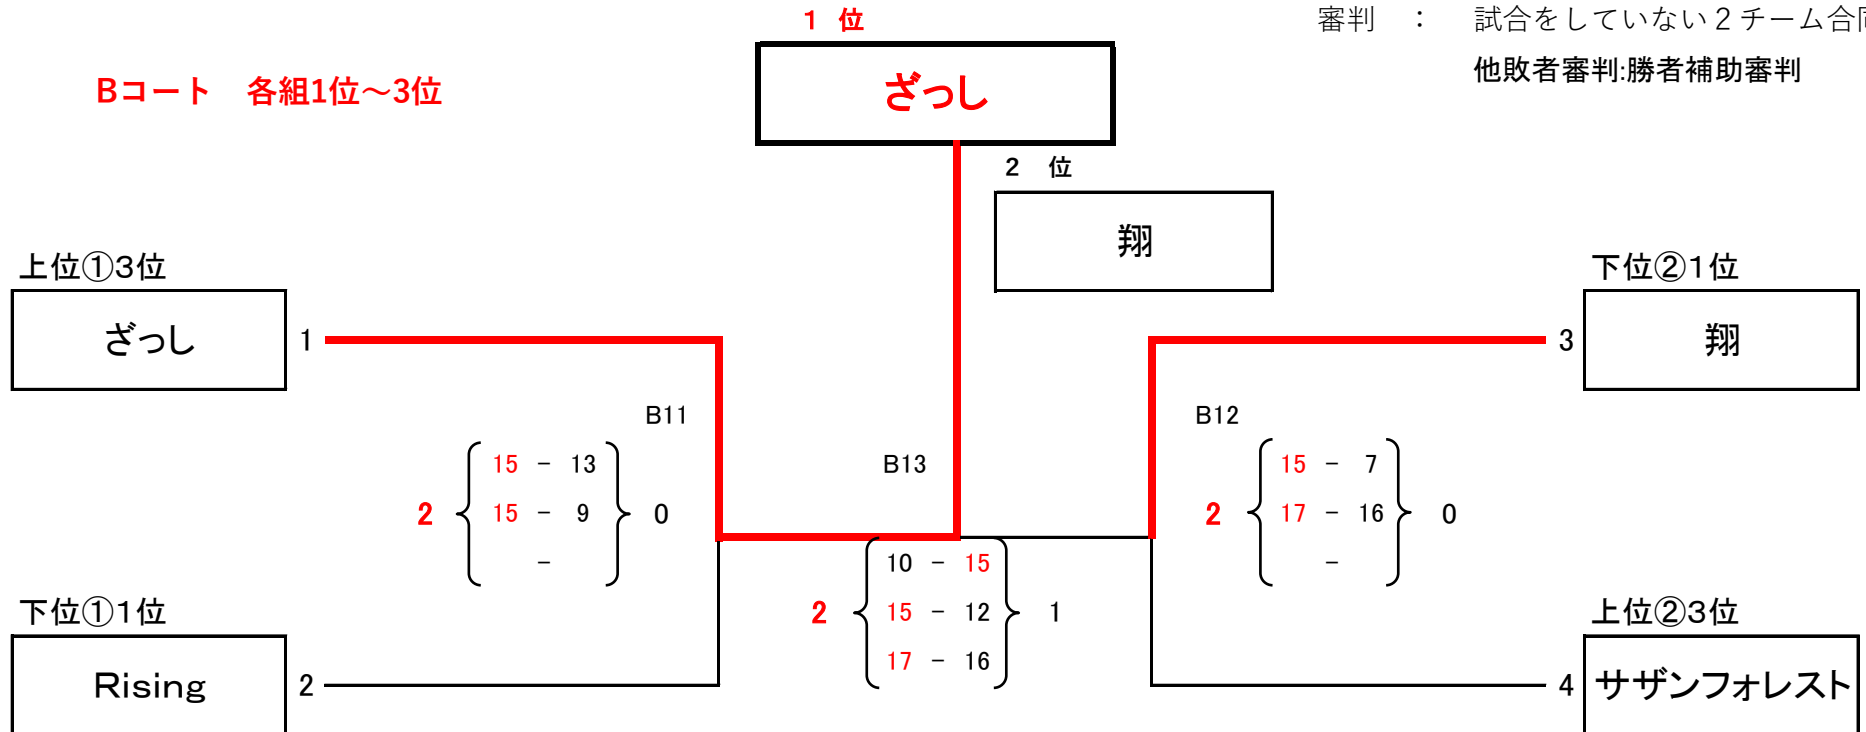 １ 位
審判 ： 試合をしていない２チーム合同
ざっし
Bコート 各組1位～3位
他敗者審判:勝者補助審判
２ 位
翔
上位①３位
下位②１位
ざっし 1
3 翔
B11
B12
B13
15 - 13
2 15 - 9 0
-
15 - 7
2 17 - 16 0
-
10 - 15
2 15 - 12 1
17 - 16
下位①１位
上位②３位
Rising 2
4 サザンフォレスト